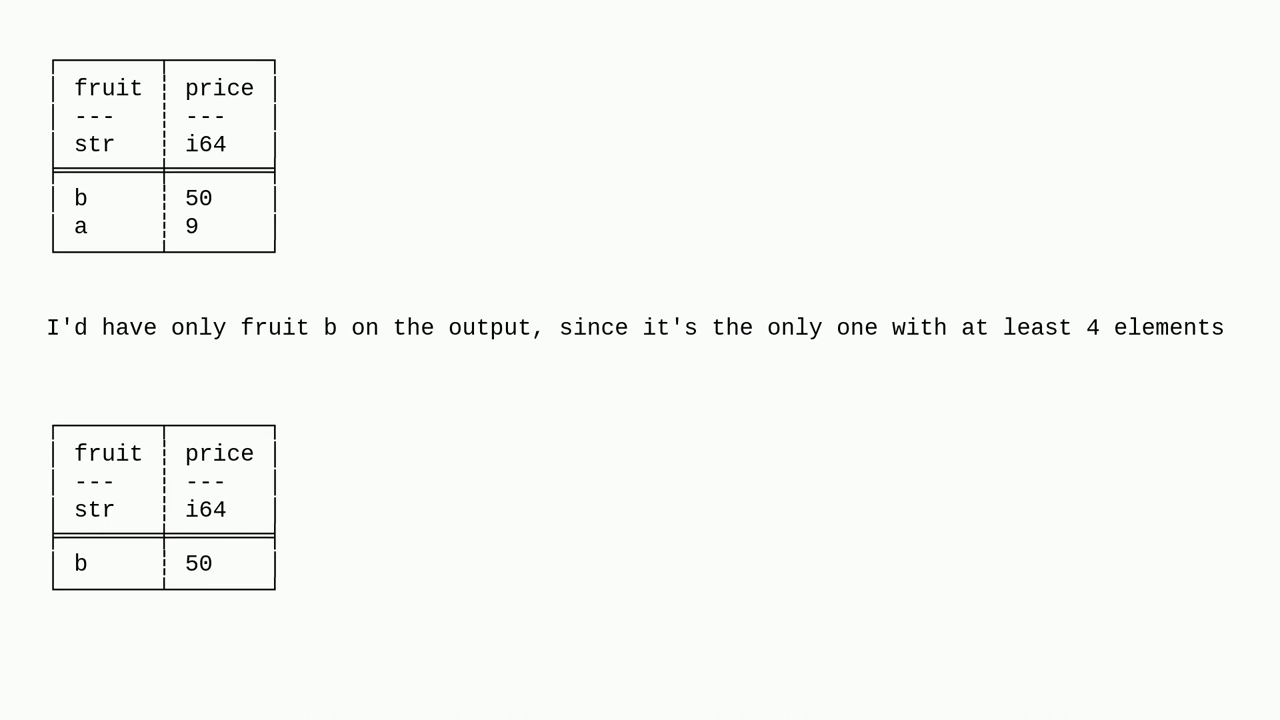 fruit price
--- ---
str i64
b 50
a 9
I'd have only fruit b on the output, since it's the only one with at least 4 elements
fruit price
--- ---
str i64
b 50